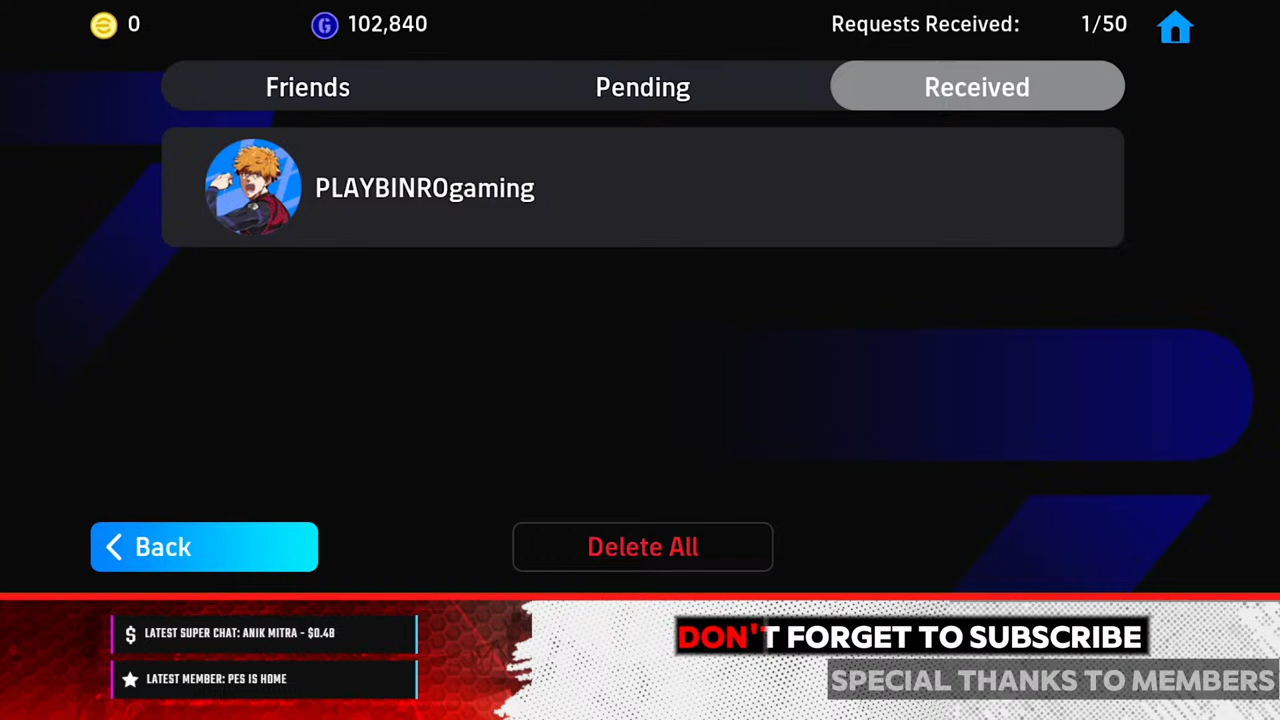 0
102,840
Requests Received: 1/50
Friends
Pending
Received
PLAYBINROgaming
Back
Delete All
LATEST SUPER CHAT: ANIK MITRA - $0.48
LATEST MEMBER: PES IS HOME
DON'T FORGET TO SUBSCRIBE
SPECIAL THANKS TO MEMBERS